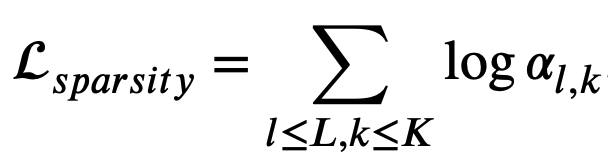 ℒ_{sparsity} = ∑_{l≤L,k≤K} log α_{l,k}.